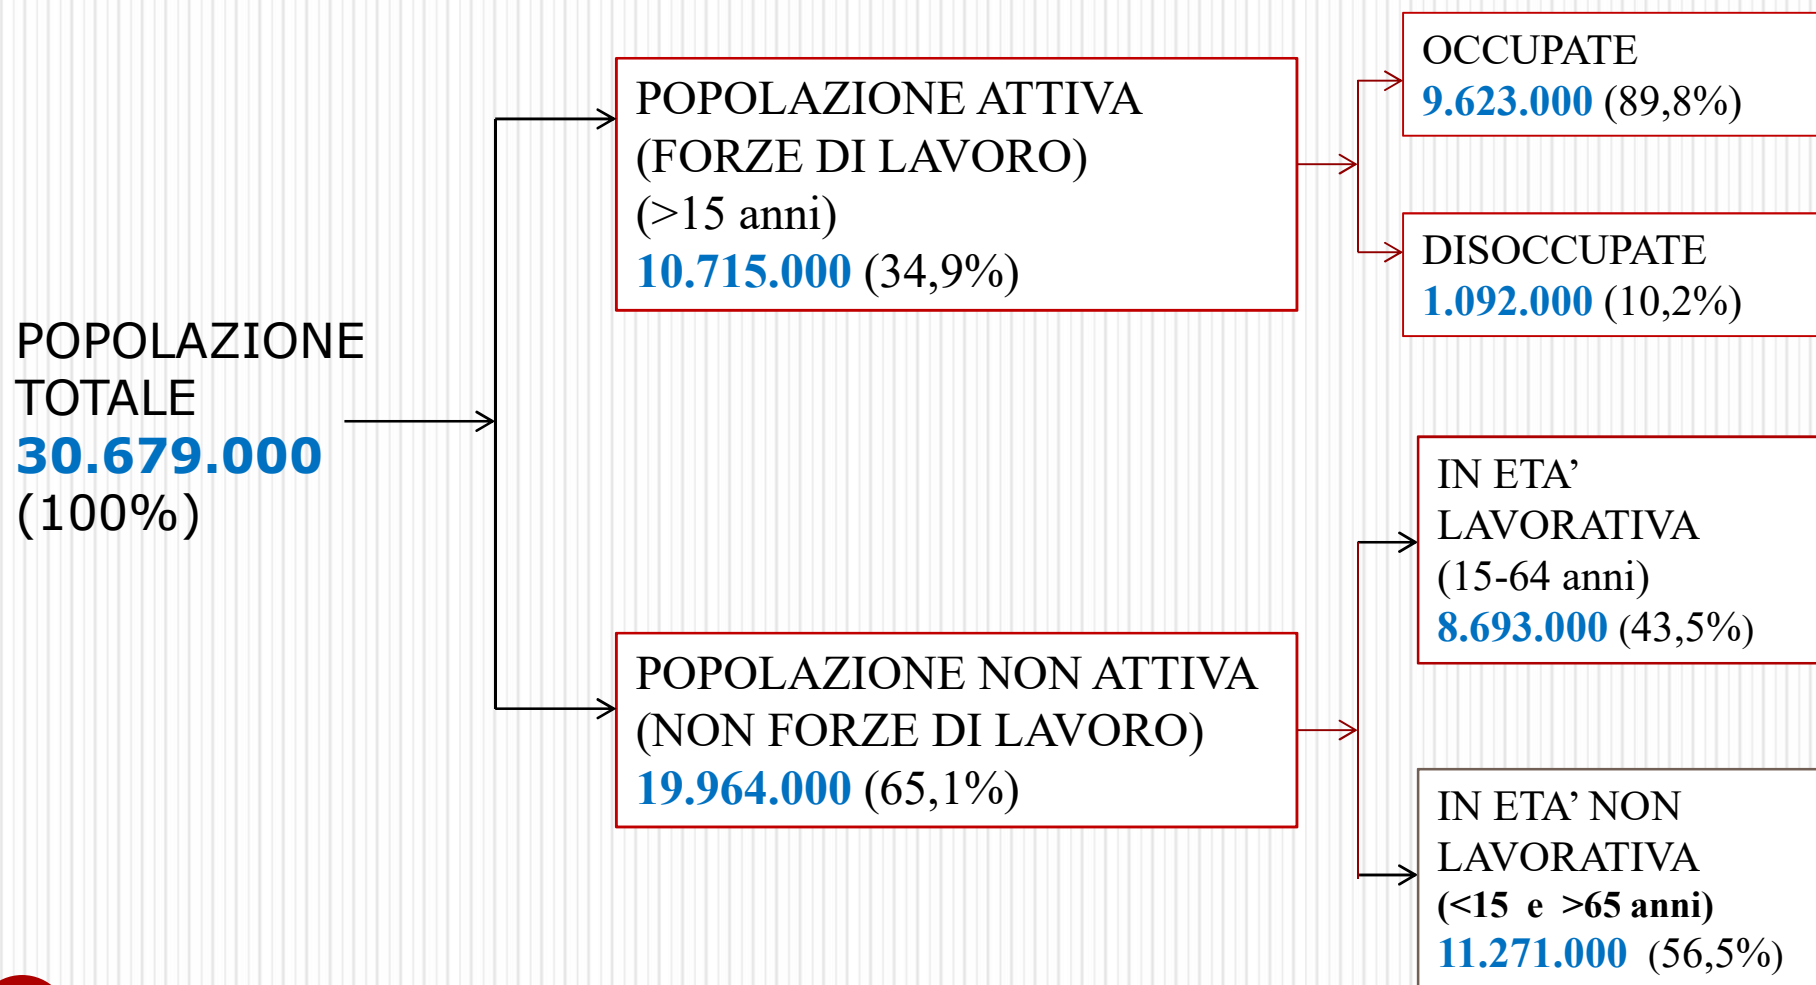 POPOLAZIONE
TOTALE
30.679.000
(100%)
POPOLAZIONE ATTIVA
(FORZE DI LAVORO)
(>15 anni)
10.715.000 (34,9%)
OCCUPATE
9.623.000 (89,8%)
DISOCCUPATE
1.092.000 (10,2%)
POPOLAZIONE NON ATTIVA
(NON FORZE DI LAVORO)
19.964.000 (65,1%)
IN ETA’
LAVORATIVA
(15-64 anni)
8.693.000 (43,5%)
IN ETA’ NON
LAVORATIVA
(<15 e >65 anni)
11.271.000 (56,5%)